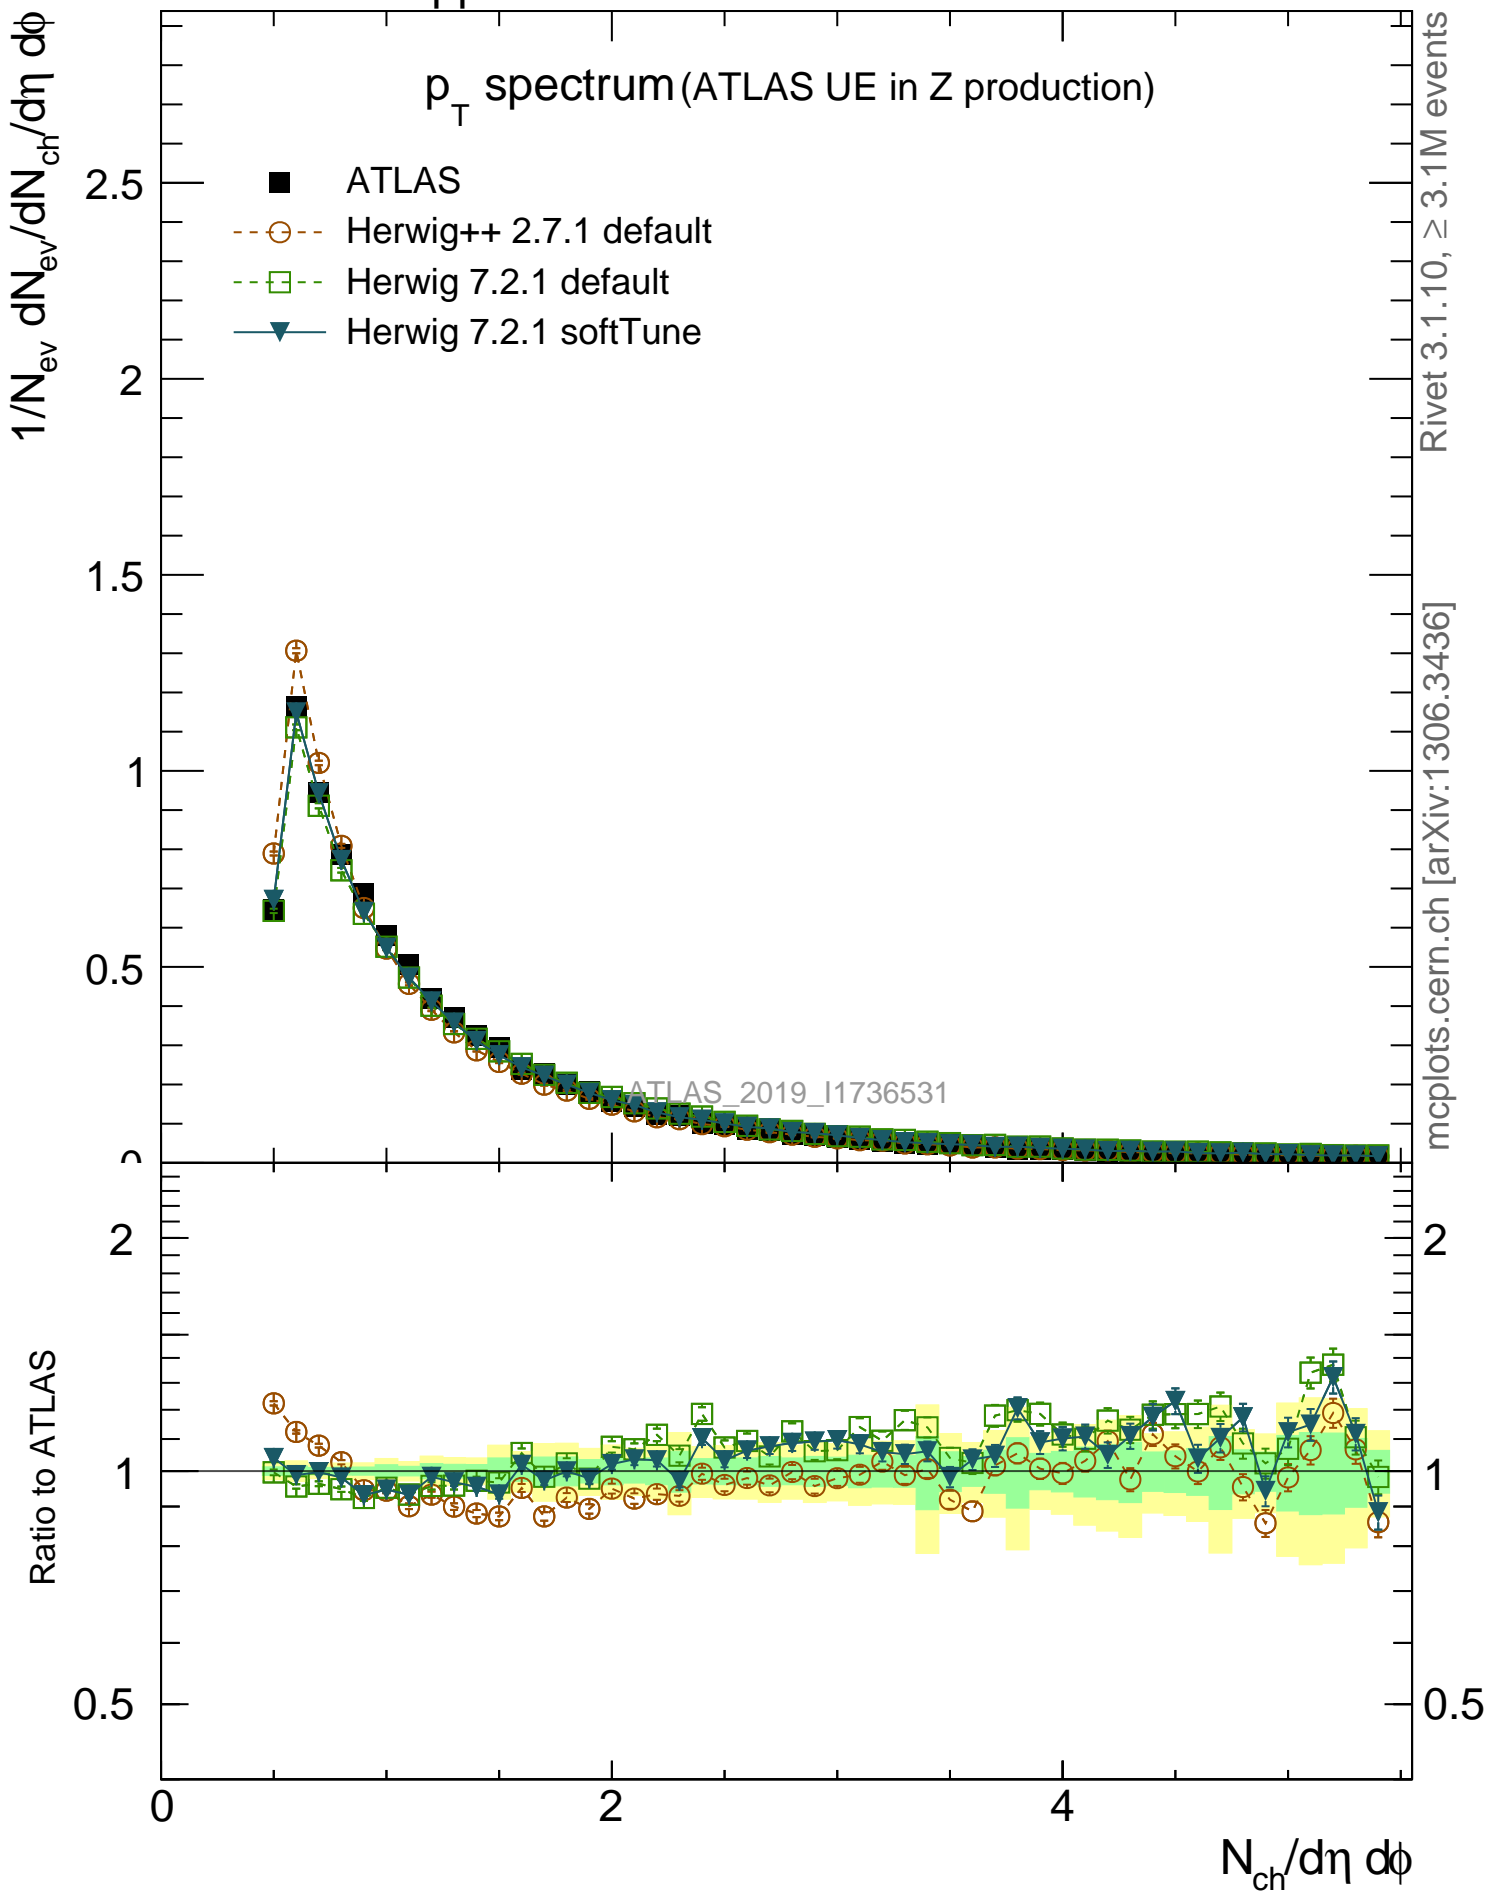 p_T spectrum (ATLAS UE in Z production)
1/N_ev dN_ev/dN_ch/dη dϕ
ATLAS
Herwig++ 2.7.1 default
Herwig 7.2.1 default
Herwig 7.2.1 softTune
2.5
2
1.5
1
0.5
0
ATLAS_2019_I1736531
Rivet 3.1.10, ≥ 3.1M events
mcplots.cern.ch [arXiv:1306.3436]
Ratio to ATLAS
2
1
0.5
2
1
0.5
0
2
4
N_ch/dη dϕ